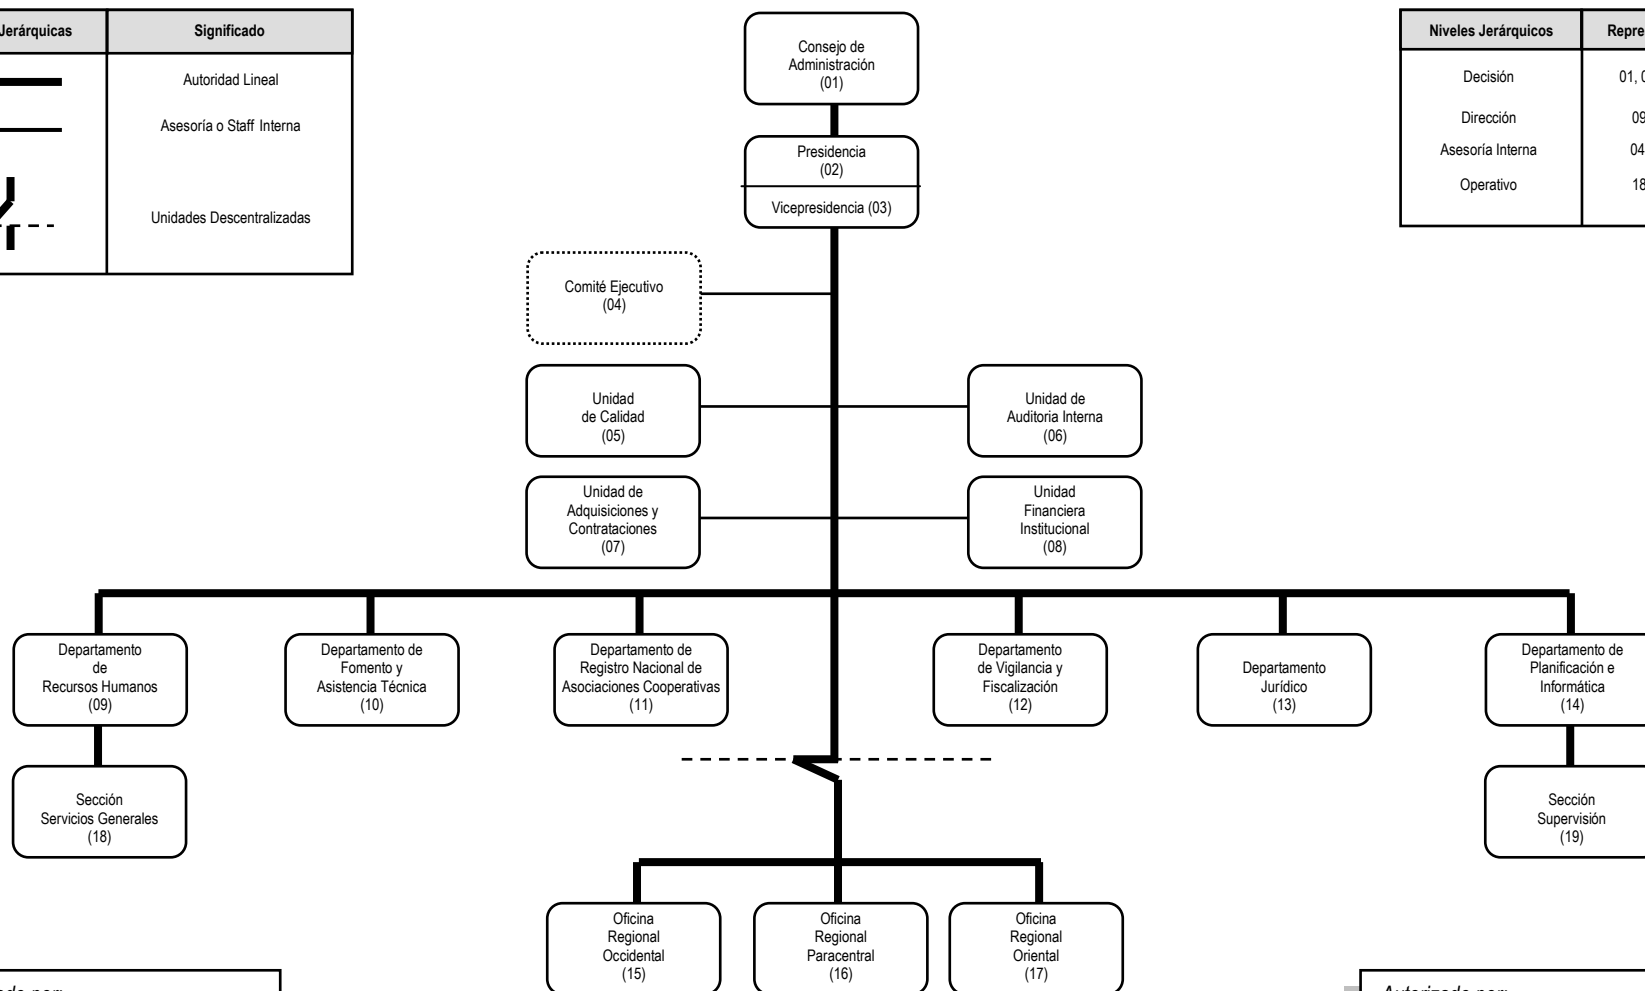 Jerárquicas
Significado
Autoridad Lineal
Asesoría o Staff Interna
Unidades Descentralizadas
Consejo de
Administración
(01)
Presidencia
(02)
Vicepresidencia (03)
Niveles Jerárquicos
Decisión
01,
Dirección
09
Asesoría Interna
04
Operativo
18
Comité Ejecutivo
(04)
Unidad
de Calidad
(05)
Unidad de
Auditoria Interna
(06)
Unidad de
Adquisiciones y
Contrataciones
(07)
Unidad
Financiera
Institucional
(08)
Departamento
de
Recursos Humanos
(09)
Departamento de
Fomento y
Asistencia Técnica
(10)
Departamento de
Registro Nacional de
Asociaciones Cooperativas
(11)
Departamento
de Vigilancia y
Fiscalización
(12)
Departamento
Jurídico
(13)
Departamento de
Planificación e
Informática
(14)
Sección
Servicios Generales
(18)
Sección
Supervisión
(19)
Oficina
Regional
Occidental
(15)
Oficina
Regional
Paracentral
(16)
Oficina
Regional
Oriental
(17)
por:
Autorizado por: